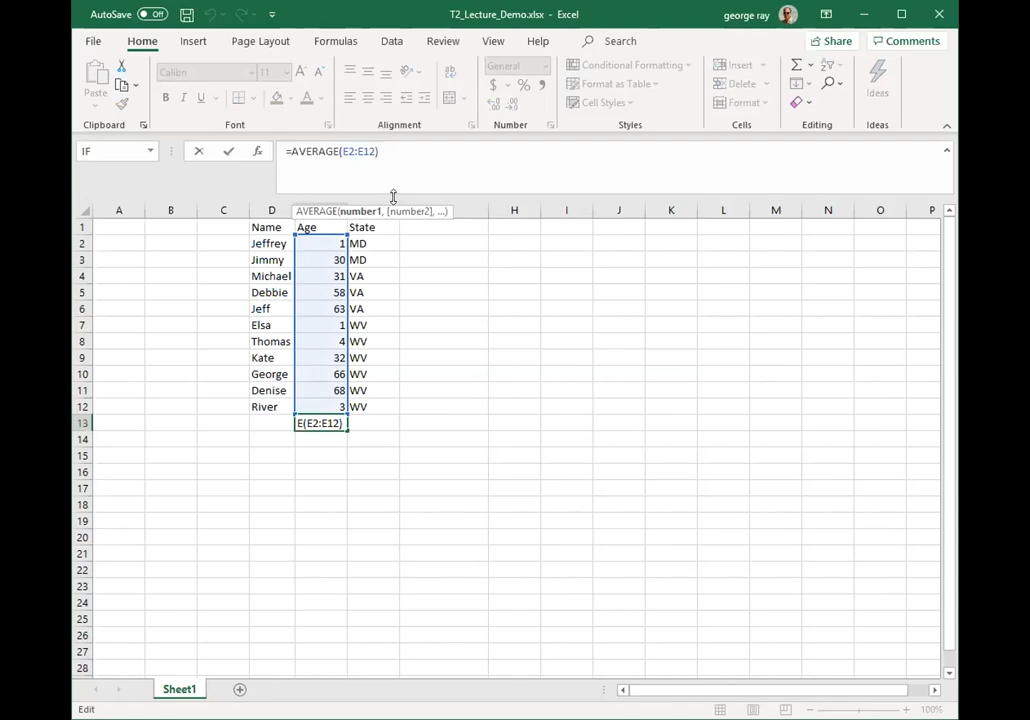 AutoSave Off T2_Lecture_Demo.xlsx - Excel george ray
File Home Insert Page Layout Formulas Data Review View Help Search Share Comments
Paste Calibri 11 General Conditional Formatting Format as Table Cell Styles Insert Delete Format Ideas
Clipboard Font Alignment Number Styles Cells Editing Ideas
IF fx =AVERAGE(E2:E12)
AVERAGE(number1, [number2], ...)
A B C D H I J K L M N O P
1 Name Age State
2 Jeffrey 1 MD
3 Jimmy 30 MD
4 Michael 31 VA
5 Debbie 58 VA
6 Jeff 63 VA
7 Elsa 1 WV
8 Thomas 4 WV
9 Kate 32 WV
10 George 66 WV
11 Denise 68 WV
12 River 3 WV
13 E(E2:E12)
14
15
16
17
18
19
20
21
22
23
24
25
26
27
28
Sheet1
Edit 100%